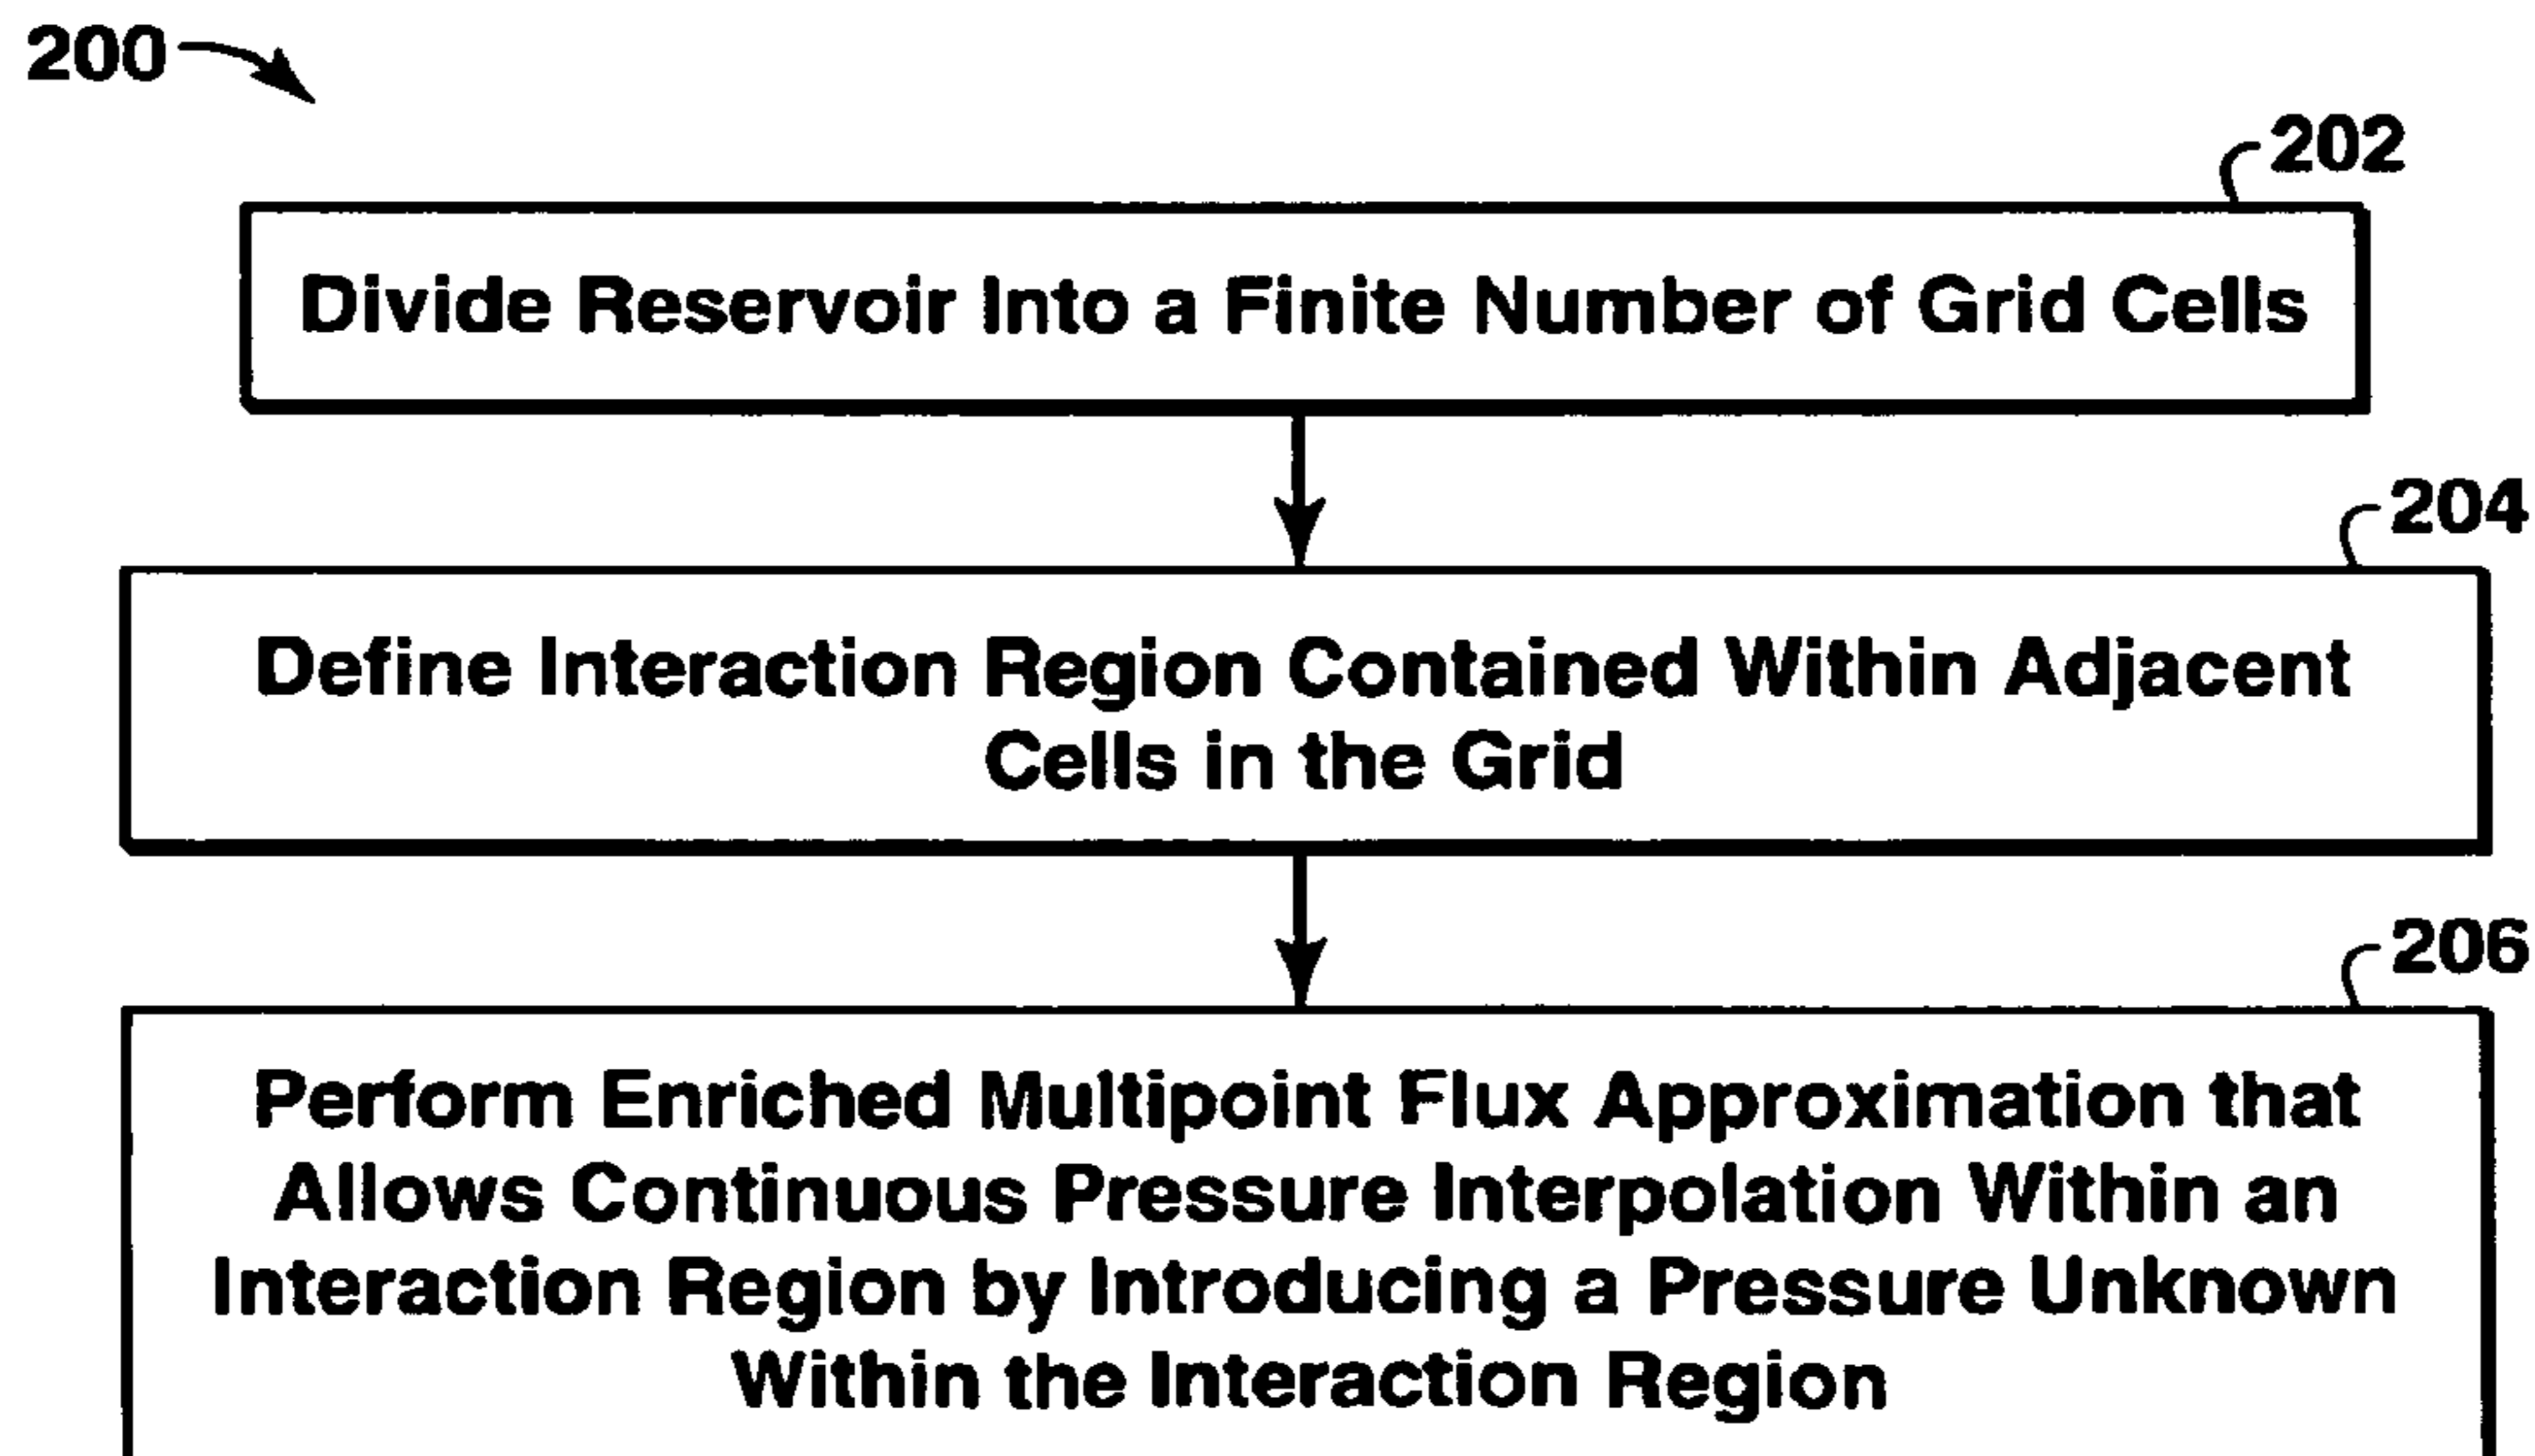 200
202
Divide Reservoir Into a Finite Number of Grid Cells
204
Define Interaction Region Contained Within Adjacent
Cells in the Grid
206
Perform Enriched Multipoint Flux Approximation that
Allows Continuous Pressure Interpolation Within an
Interaction Region by Introducing a Pressure Unknown
Within the Interaction Region